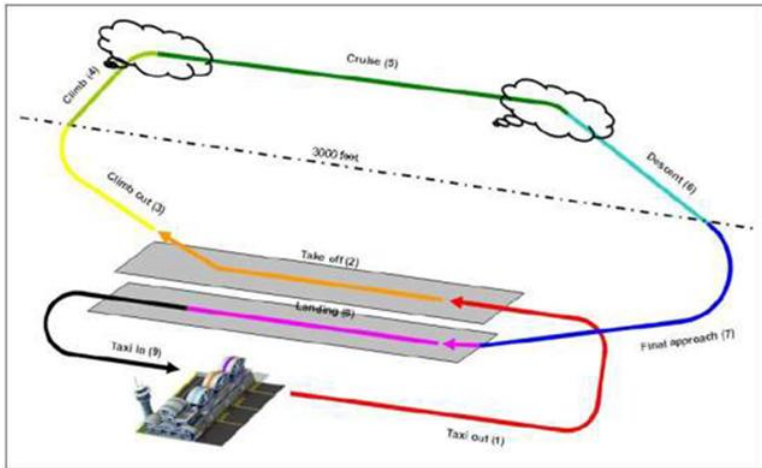 Cruise (5)
Climb (4)
3000 feet
Descent (6)
Climb out (3)
Take off (2)
Landing (8)
Final approach (7)
Taxi in (9)
Taxi out (1)